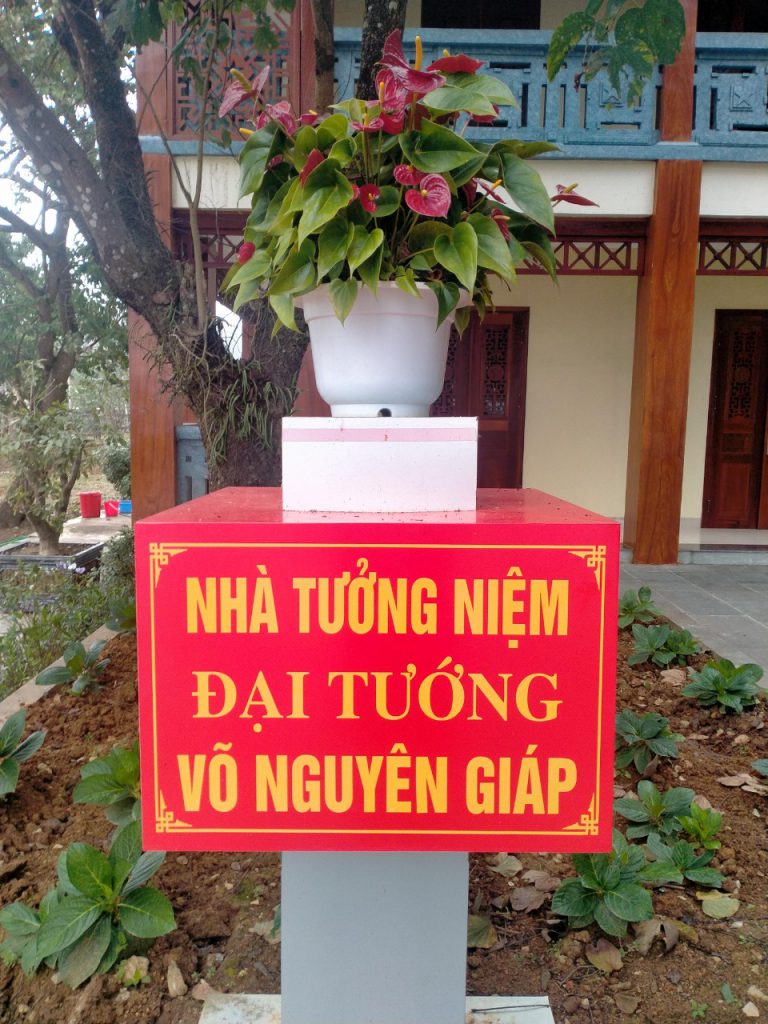 NHÀ TƯỞNG NIỆM
ĐẠI TƯỚNG
VÕ NGUYÊN GIÁP